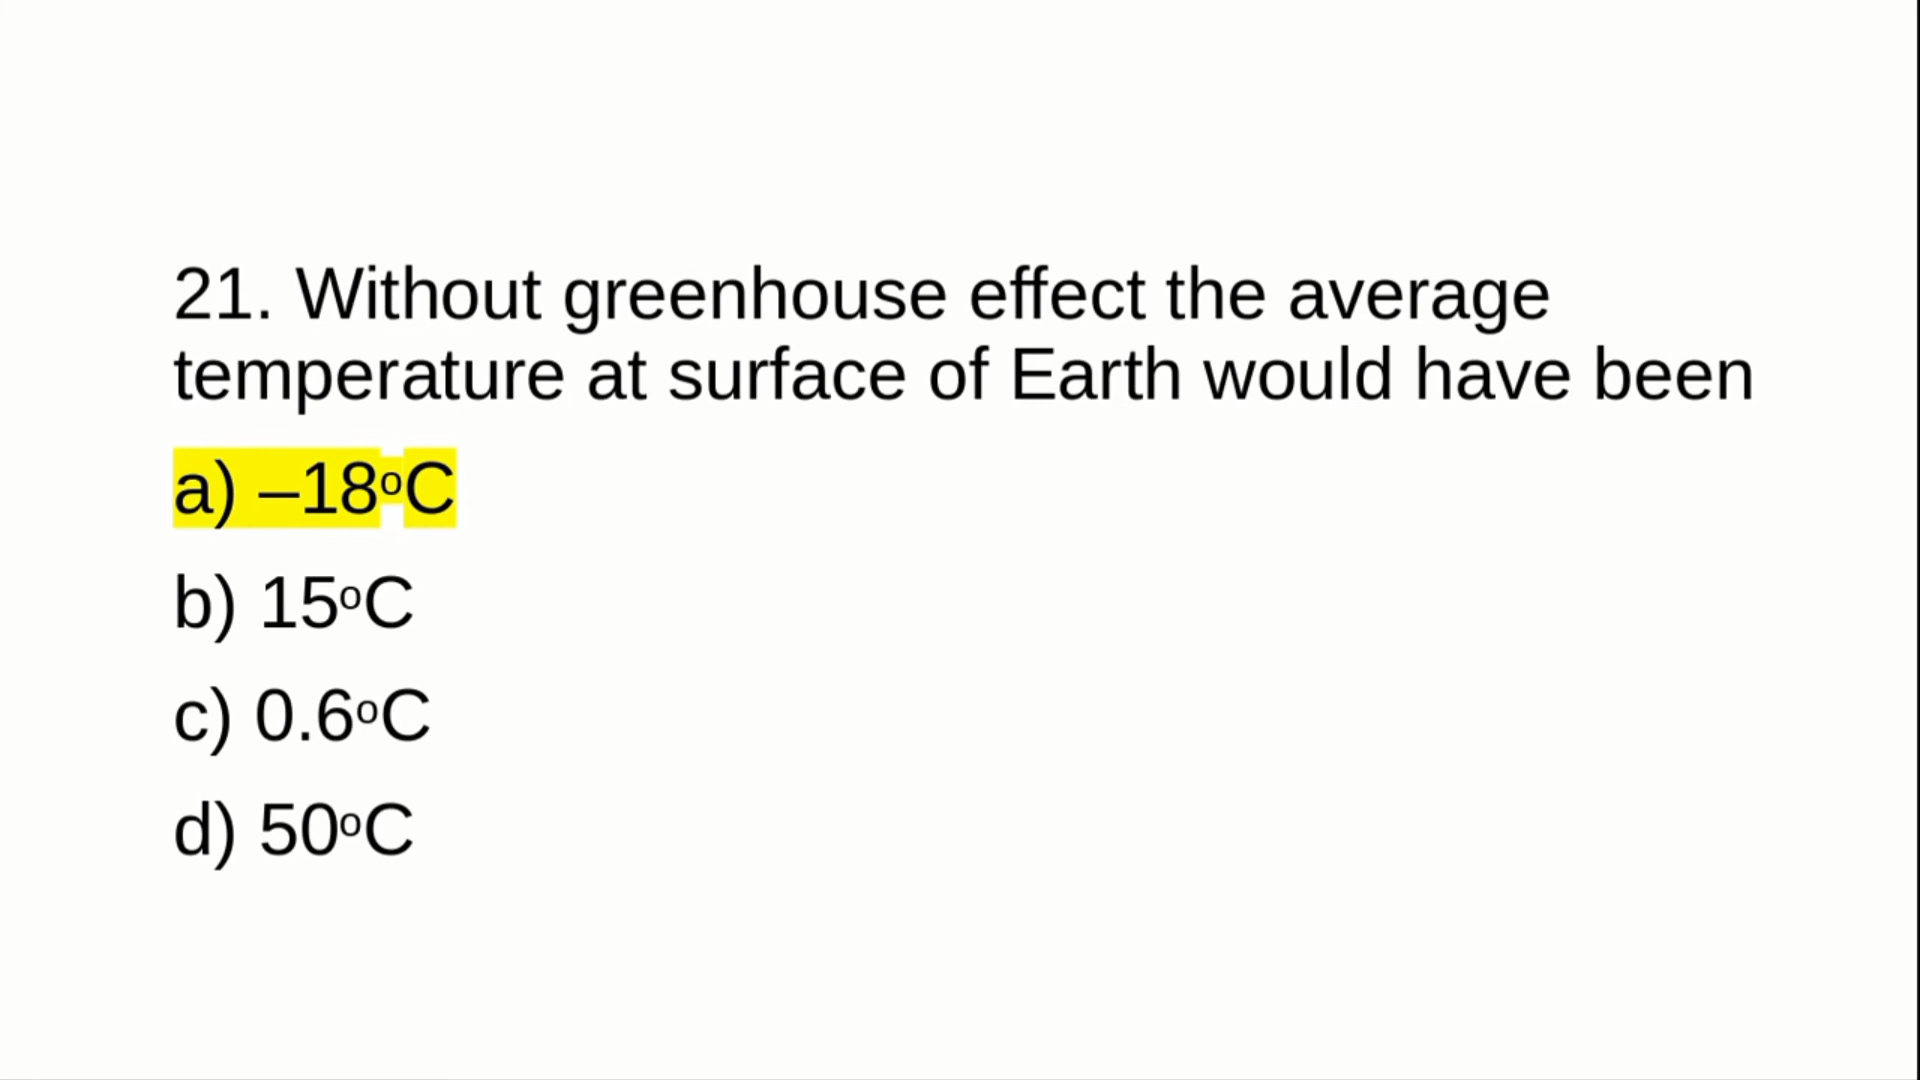 21. Without greenhouse effect the average
temperature at surface of Earth would have been
a) –18ºC
b) 15ºC
c) 0.6ºC
d) 50ºC